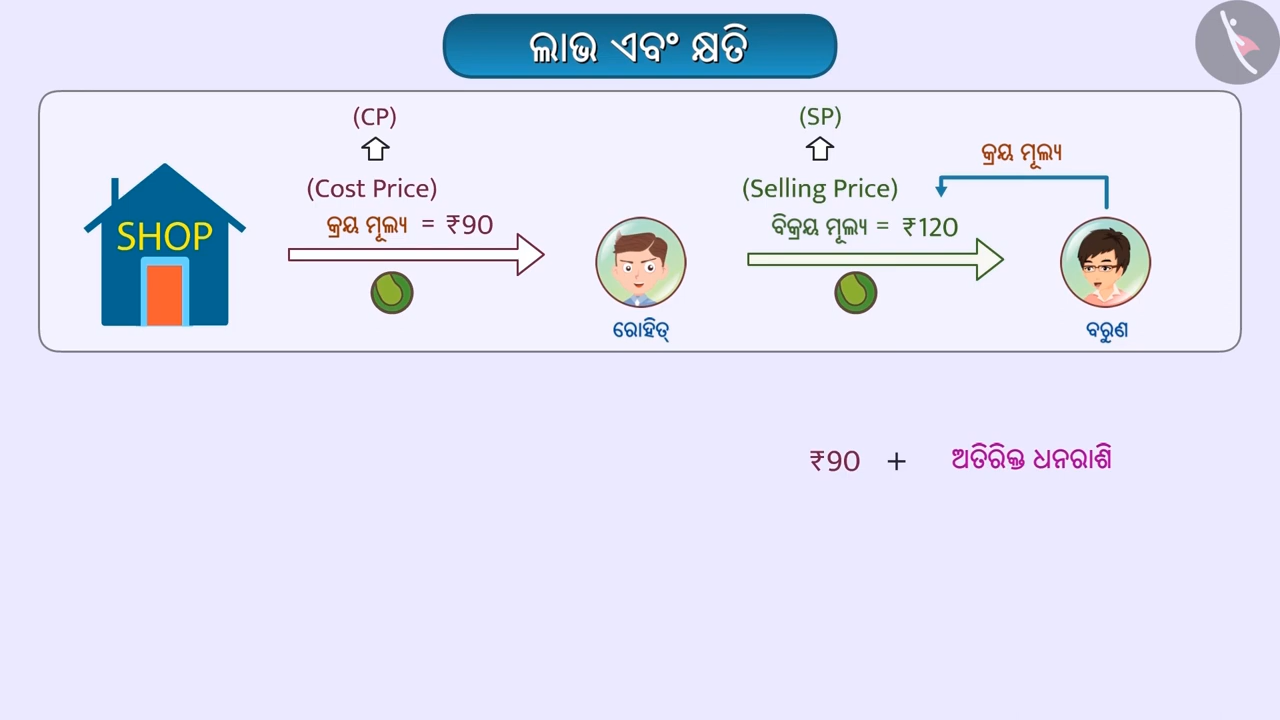 ଲାଭ ଏବଂ କ୍ଷତି
(CP)
(SP)
(Cost Price)
(Selling Price)
କ୍ରୟ ମୂଲ୍ୟ
କ୍ରୟ ମୂଲ୍ୟ = ₹90
ବିକ୍ରୟ ମୂଲ୍ୟ = ₹120
SHOP
ରୋହିତ୍
ବରୁଣ
₹90 + ଅତିରିକ୍ତ ଧନରାଶି